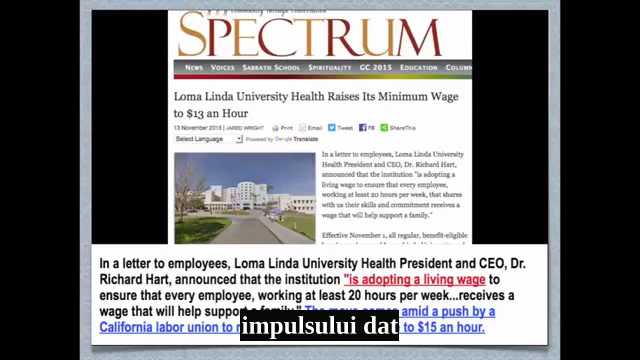 SPECTRUM
NEWS VOICES SABBATH SCHOOL SPIRITUALITY GC 2015 EDUCATION COLUMN
Loma Linda University Health Raises Its Minimum Wage
to $13 an Hour
13 November 2015 | JARED WRIGHT Print Email Tweet FB ShareThis
Select Language Powered by Google Translate
In a letter to employees, Loma Linda University
Health President and CEO, Dr. Richard Hart,
announced that the institution "is adopting a
living wage to ensure that every employee,
working at least 20 hours per week, that shares
with us their skills and commitment receives a
wage that will help support a family."
Effective November 1, all regular, benefit-eligible
In a letter to employees, Loma Linda University Health President and CEO, Dr.
Richard Hart, announced that the institution "is adopting a living wage to
ensure that every employee, working at least 20 hours per week...receives a
wage that will help support a family." The move comes amid a push by a
California labor union to to $15 an hour.
impulsului dat